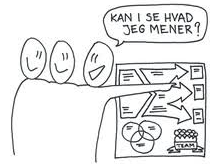 KAN I SE HVAD
JEG MENER?
TEAM